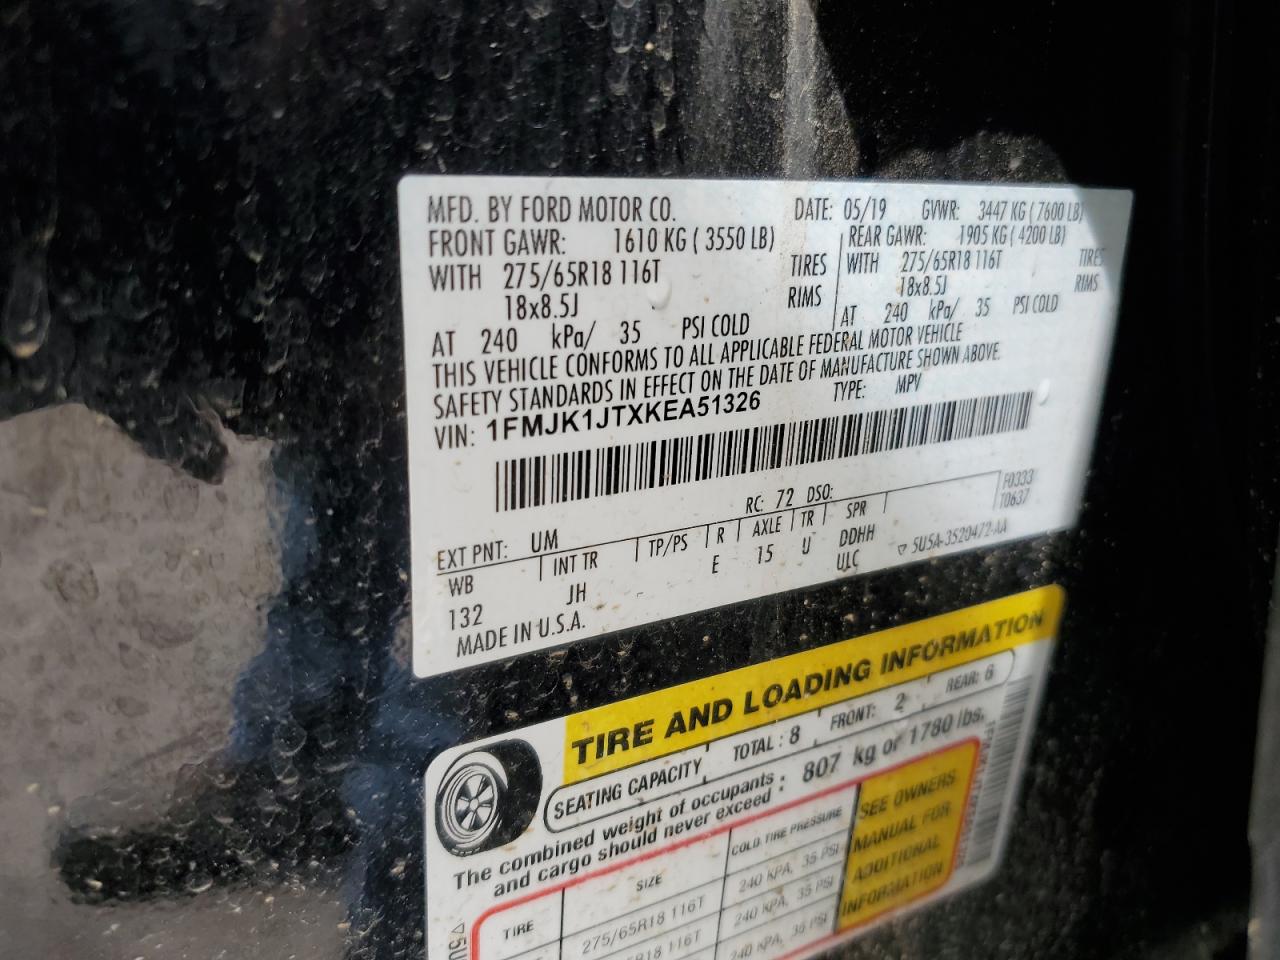 MFD. BY FORD MOTOR CO. DATE: 05/19 GVWR: 3447 KG (7600 LB)
FRONT GAWR: 1610 KG ( 3550 LB) REAR GAWR: 1905 KG ( 4200 LB)
WITH 275/65R18 116T TIRES WITH 275/65R18 116T TIRES
18x8.5J RIMS 18x8.5J RIMS
AT 240 kPa/ 35 PSI COLD AT 240 kPa/ 35 PSI COLD
THIS VEHICLE CONFORMS TO ALL APPLICABLE FEDERAL MOTOR VEHICLE
SAFETY STANDARDS IN EFFECT ON THE DATE OF MANUFACTURE SHOWN ABOVE.
VIN: 1FMJK1JTXKEA51326 TYPE: MPV
F0333
T0637
EXT PNT: UM RC: 72 DSO:
WB INT TR TP/PS R AXLE TR SPR
132 JH E 15 U DDHH
ULC
MADE IN U.S.A. 5U5A-3520472-AA
TIRE AND LOADING INFORMATION
SEATING CAPACITY TOTAL : 8 FRONT: 2 REAR: 6
The combined weight of occupants
and cargo should never exceed : 807 kg or 1780 lbs.
TIRE SIZE COLD TIRE PRESSURE
275/65R18 116T 240 KPA, 35 PSI
R18 116T 240 KPA, 35 PSI
240 KPA, 35 PSI
SEE OWNERS
MANUAL FOR
ADDITIONAL
INFORMATION
5U